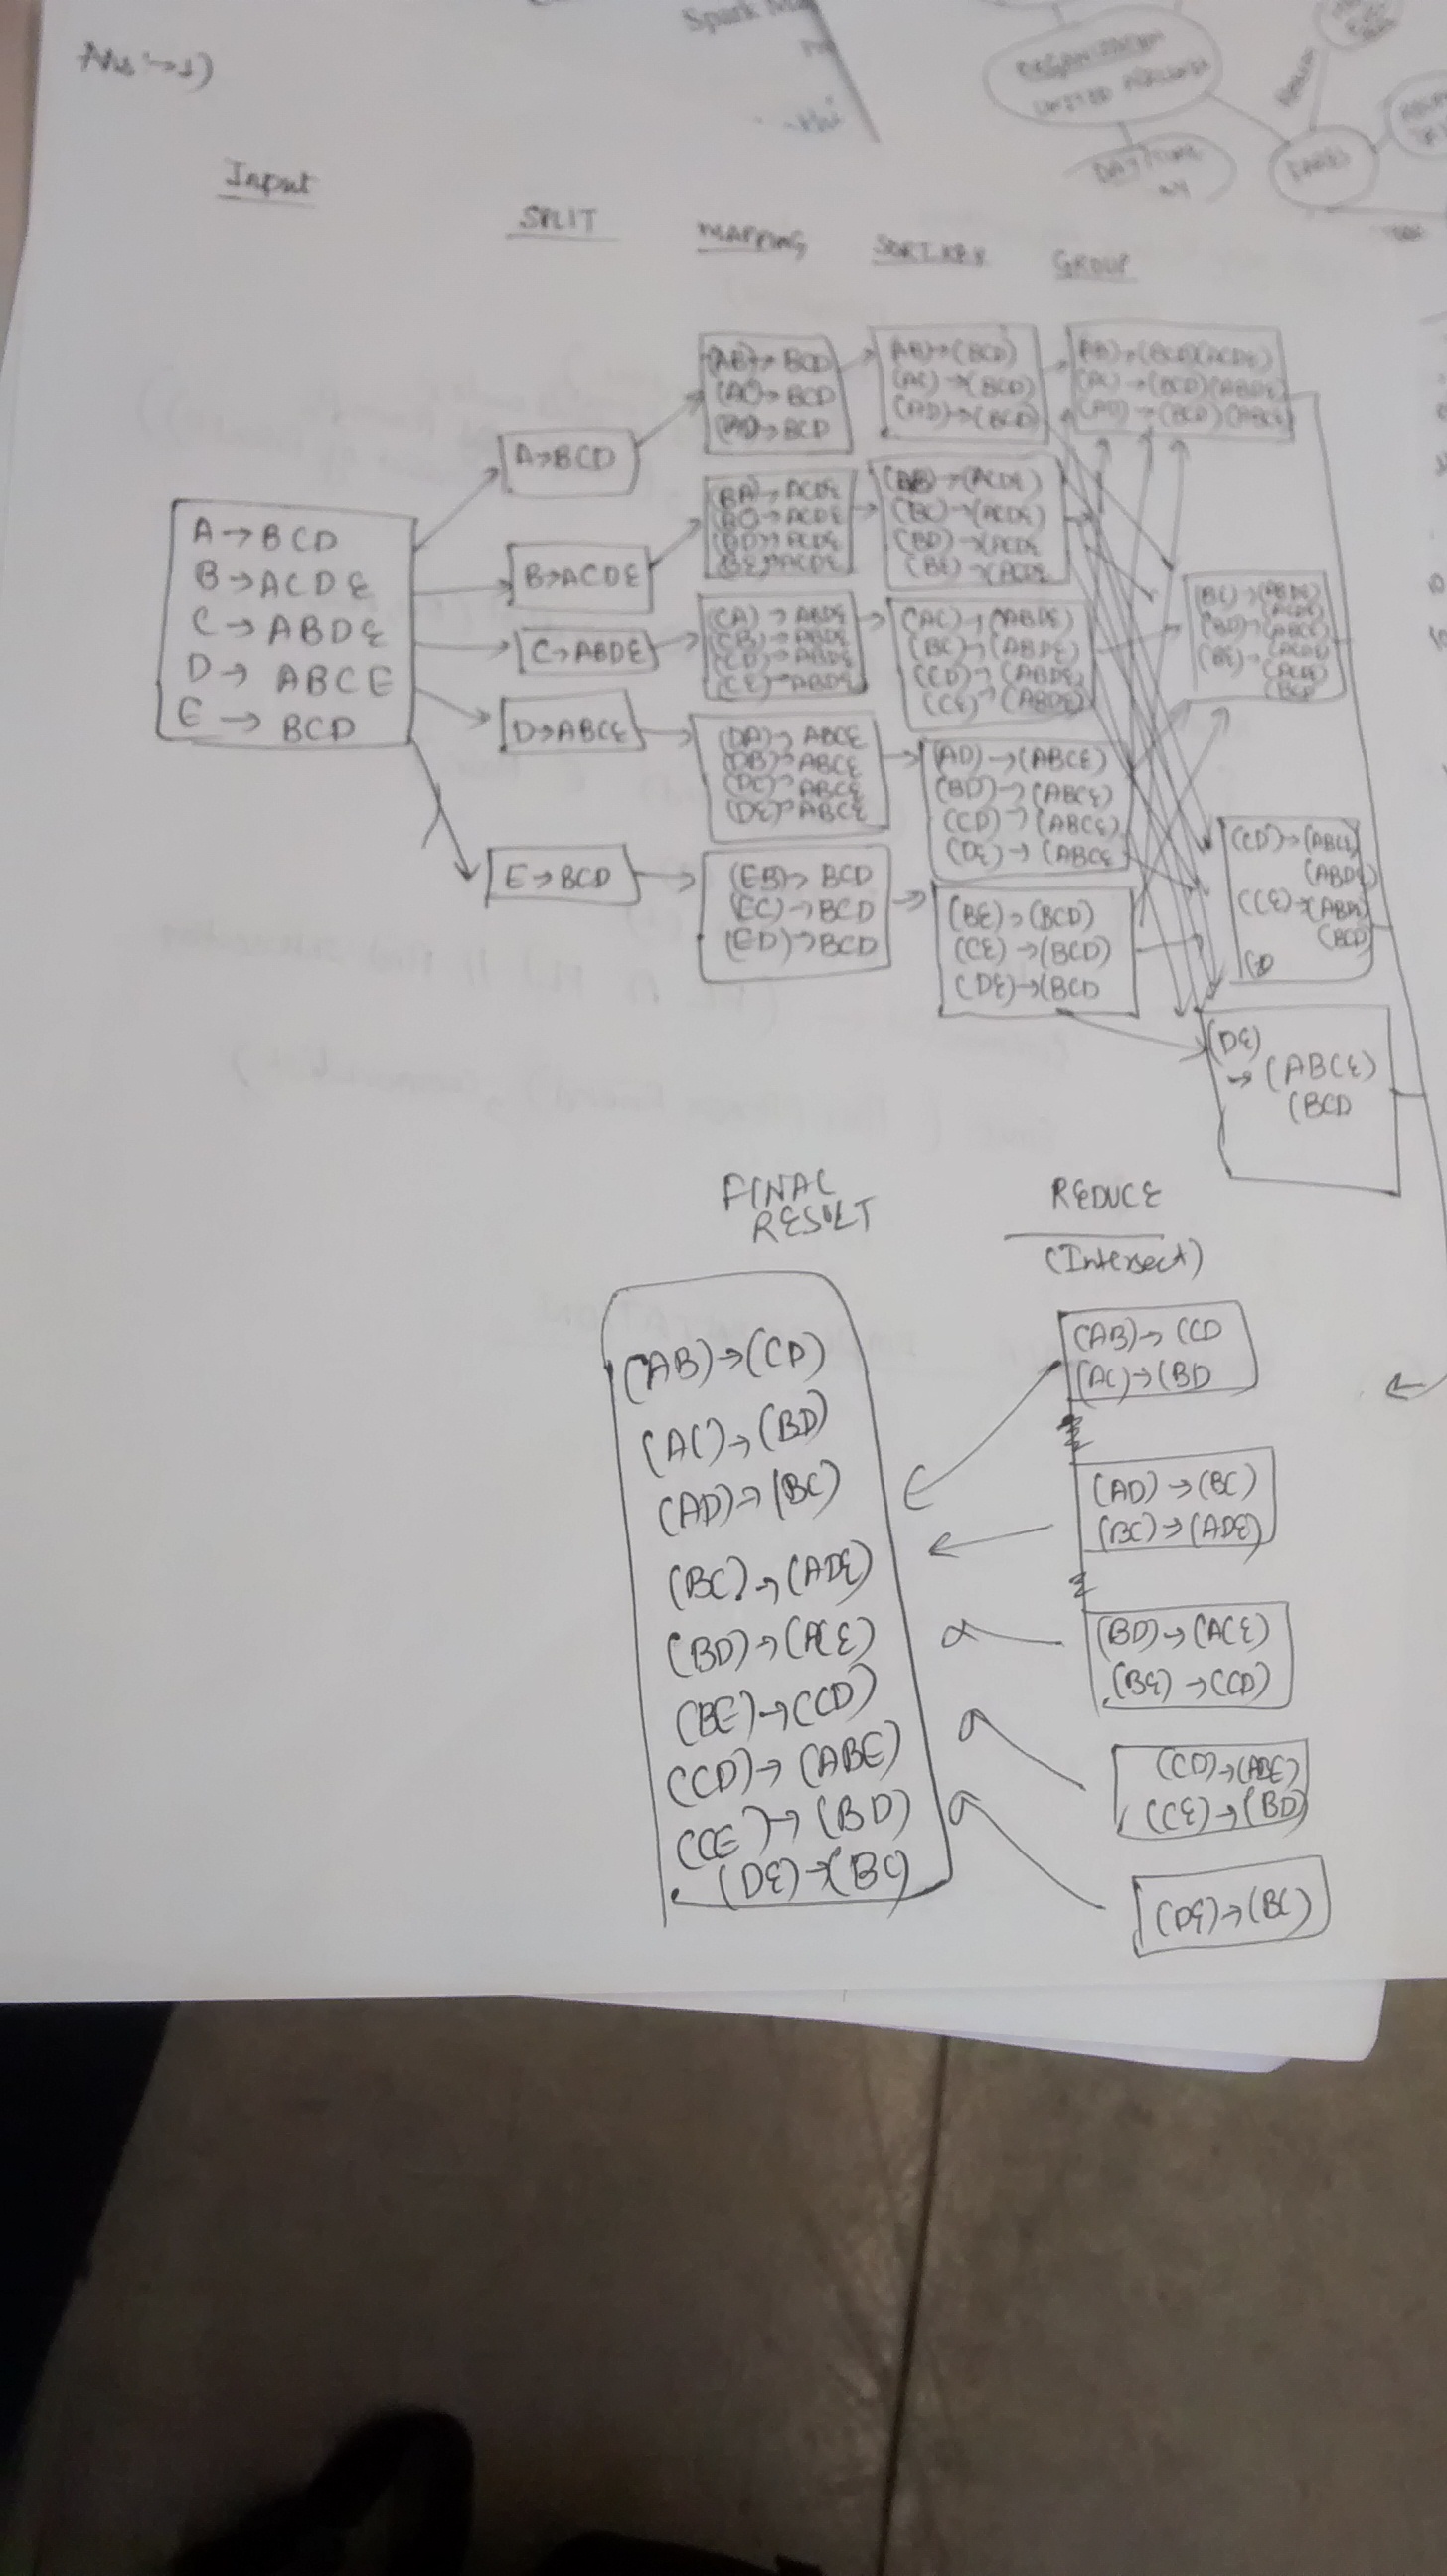 Ans:→1)
Spark
ORGANIZATION
UNITED AIRLINES
DAY/TIME
Input
SPLIT
MAPPING
SORT KEY
GROUP
A→BCD
B→ACDE
C→ABDE
D→ ABCE
E → BCD
A→BCD
B→ACDE
C→ABDE
D→ABCE
E→BCD
(AB)→ BCD
(AC)→ BCD
(AD)→ BCD
(BA)→ ACDE
(BC)→ACDE
(BD)→ACDE
(BE)→ACDE
(CA)→ ABDE
(CB)→ABDE
(CD)→ABDE
(CE)→ABDE
(DA)→ ABCE
(DB)→ABCE
(DC)→ABCE
(DE)→ABCE
(EB)→ BCD
(EC)→BCD
(ED)→BCD
(AB)→(BCD)
(AC)→(BCD)
(AD)→(BCD)
(AB)→(ACDE)
(BC)→(ACDE)
(BD)→(ACDE
(BE)→(ACDE
(AC)→(ABDE)
(BC)→(ABDE)
(CD)→(ABDE)
(CE)→(ABDE)
(AD)→(ABCE)
(BD)→(ABCE)
(CD)→(ABCE)
(DE)→(ABCE
(BE)→(BCD)
(CE)→(BCD)
(DE)→(BCD
(AB)→(BCD)(ACDE)
(AC)→(BCD)(ABDE
(AD)→(BCD)(ABCE
(BC)→(ABDE)
(ACDE)
(BD)→(ABCE)
(ACDE)
(BE)→(ACDE)
(BCD
(CD)→(ABCE)
(ABDE)
(CE)→(ABDE)
(BCD)
(DE)
→(ABCE)
(BCD
FINAL
RESULT
REDUCE
(Intersect)
(AB)→(CD)
(AC)→(BD)
(AD)→(BC)
(BC)→(ADE)
(BD)→(ACE)
(BE)→(CD)
(CD)→(ABE)
(CE)→(BD)
(DE)→(BC)
(AB)→(CD
(AC)→(BD
(AD)→(BC)
(BC)→(ADE)
(BD)→(ACE)
(BE)→(CD)
(CD)→(ABE)
(CE)→(BD)
(DE)→(BC)